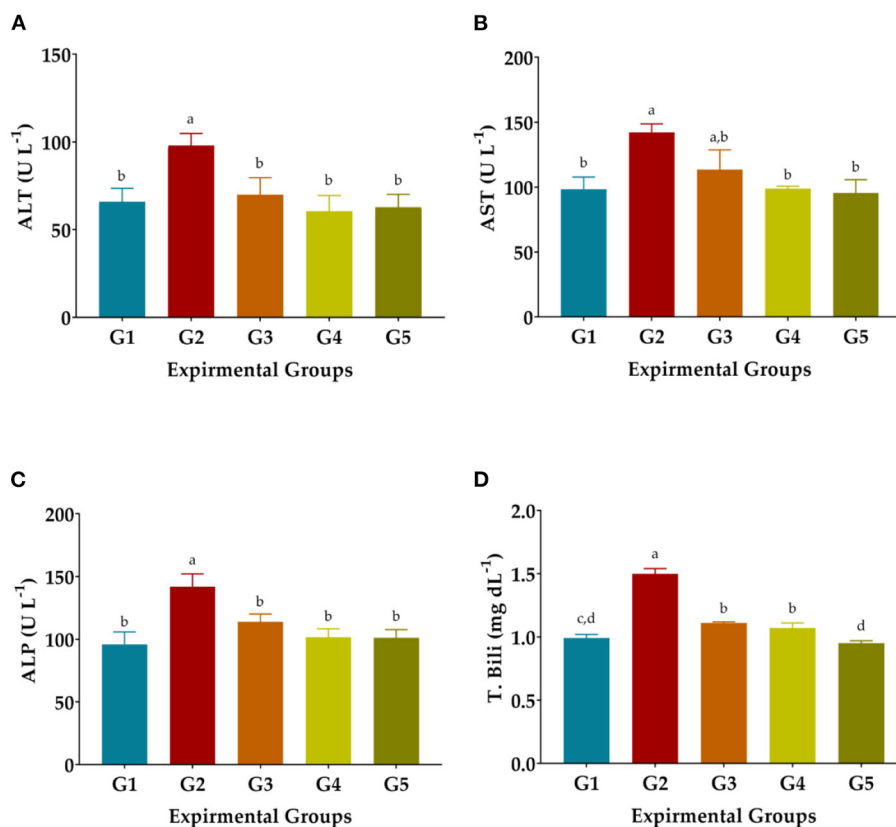 A
ALT (U L⁻¹)
150
100
50
0
b
a
b
b
b
G1 G2 G3 G4 G5
Expirmental Groups
B
AST (U L⁻¹)
200
150
100
50
0
b
a
a,b
b
b
G1 G2 G3 G4 G5
Expirmental Groups
C
ALP (U L⁻¹)
200
150
100
50
0
b
a
b
b
b
G1 G2 G3 G4 G5
Expirmental Groups
D
T. Bili (mg dL⁻¹)
2.0
1.5
1.0
0.5
0.0
c,d
a
b
b
d
G1 G2 G3 G4 G5
Expirmental Groups